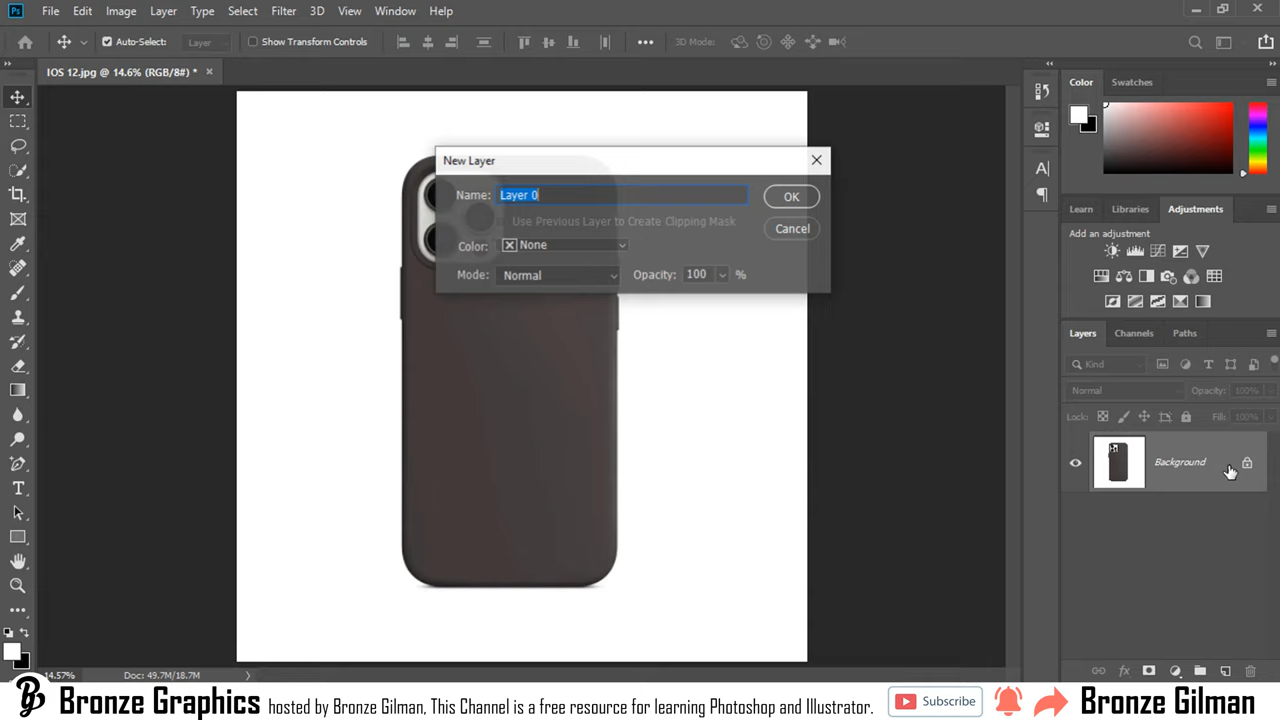 Ps File Edit Image Layer Type Select Filter 3D View Window Help
Auto-Select: Layer Show Transform Controls 3D Mode:
IOS 12.jpg @ 14.6% (RGB/8#) * ×
Color Swatches
New Layer
Name: Layer 0 OK
Use Previous Layer to Create Clipping Mask
Cancel
Color: None
Mode: Normal Opacity: 100 %
Learn Libraries Adjustments
Add an adjustment
Layers Channels Paths
Kind
Normal Opacity: 100%
Lock: Fill: 100%
Background
14.57% Doc: 49.7M/18.7M
Bronze Graphics hosted by Bronze Gilman, This Channel is a free resource for learning Photoshop and Illustrator. Subscribe Bronze Gilman